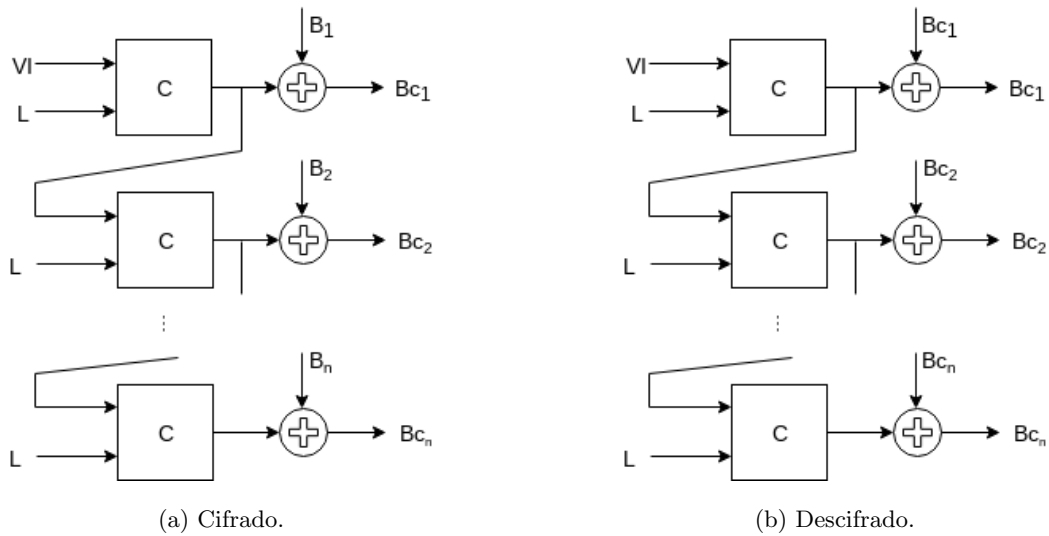 B1
VI
C
Bc1
L
B2
C
Bc2
L
Bn
C
Bcn
L
(a) Cifrado.
Bc1
VI
C
Bc1
L
Bc2
C
Bc2
L
Bcn
C
Bcn
L
(b) Descifrado.